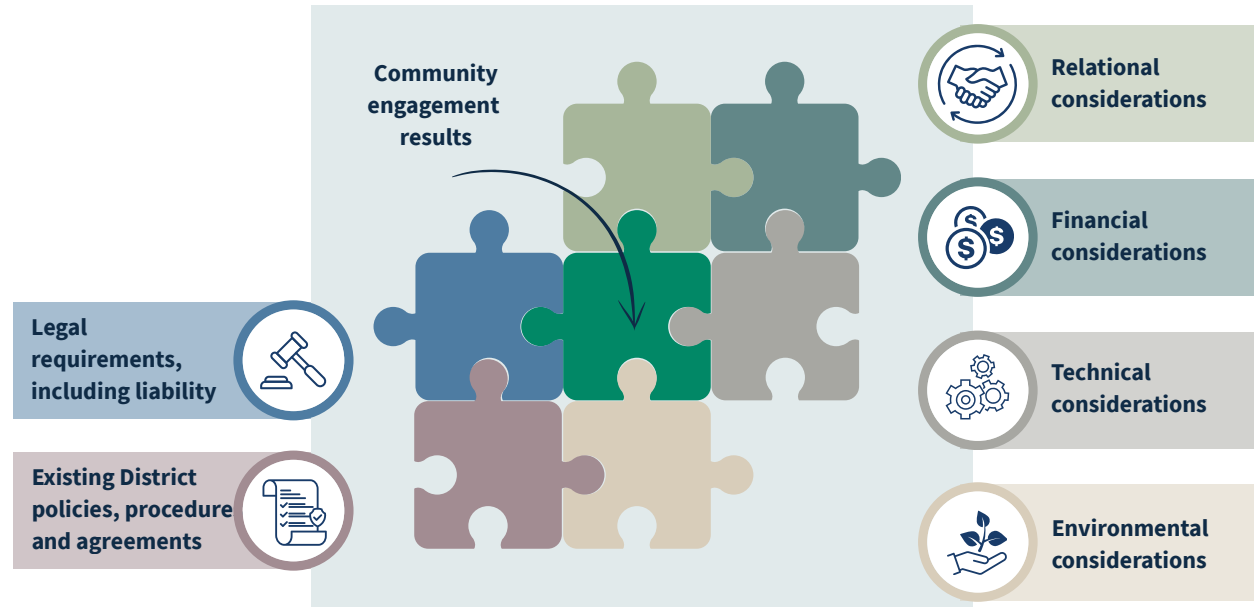 Community
engagement
results
Legal
requirements,
including liability
Existing District
policies, procedure
and agreements
Relational
considerations
Financial
considerations
$
$
$
Technical
considerations
Environmental
considerations